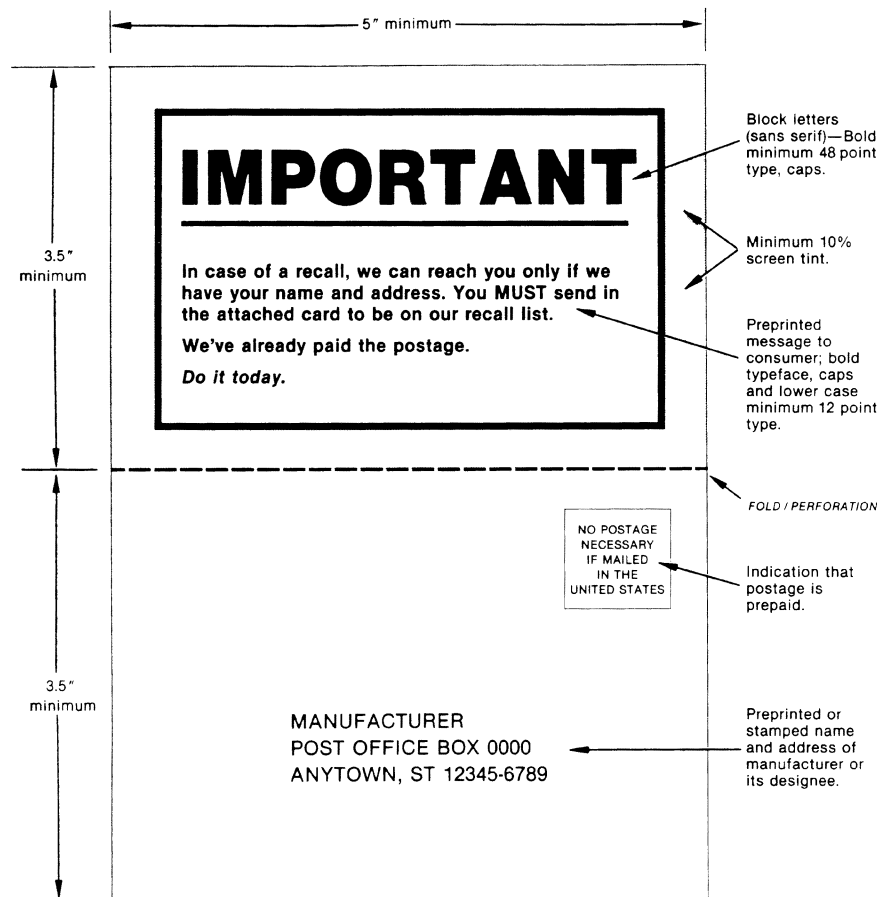 5″ minimum
3.5″
minimum
IMPORTANT
In case of a recall, we can reach you only if we
have your name and address. You MUST send in
the attached card to be on our recall list.
We've already paid the postage.
Do it today.
Block letters
(sans serif)—Bold
minimum 48 point
type, caps.
Minimum 10%
screen tint.
Preprinted
message to
consumer; bold
typeface, caps
and lower case
minimum 12 point
type.
FOLD / PERFORATION
NO POSTAGE
NECESSARY
IF MAILED
IN THE
UNITED STATES
Indication that
postage is
prepaid.
3.5″
minimum
MANUFACTURER
POST OFFICE BOX 0000
ANYTOWN, ST 12345-6789
Preprinted or
stamped name
and address of
manufacturer or
its designee.